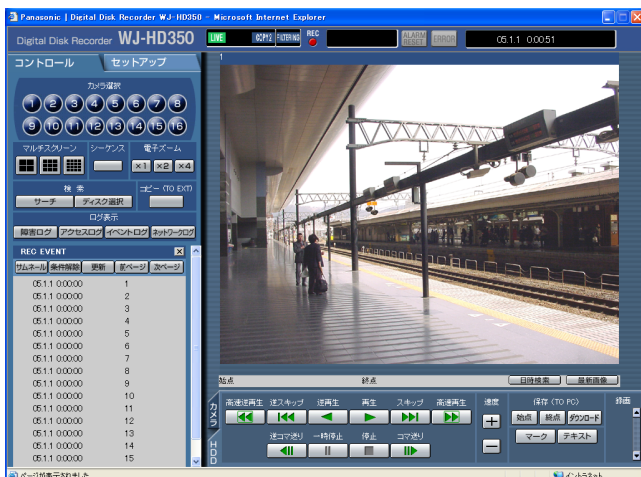 Panasonic | Digital Disk Recorder WJ-HD350 - Microsoft Internet Explorer
Digital Disk Recorder WJ-HD350
LIVE
COPY2
FILTERING
REC
ALARM RESET
ERROR
05.1.1 0:00:51
コントロール
セットアップ
カメラ選択
1 2 3 4 5 6 7 8
9 10 11 12 13 14 15 16
マルチスクリーン
シーケンス
電子ズーム
×1 ×2 ×4
検 索
コピー (TO EXT)
サーチ
ディスク選択
ログ表示
障害ログ
アクセスログ
イベントログ
ネットワークログ
REC EVENT
サムネール
条件解除
更新
前ページ
次ページ
05.1.1 0:00:00 1
05.1.1 0:00:00 2
05.1.1 0:00:00 3
05.1.1 0:00:00 4
05.1.1 0:00:00 5
05.1.1 0:00:00 6
05.1.1 0:00:00 7
05.1.1 0:00:00 8
05.1.1 0:00:00 9
05.1.1 0:00:00 10
05.1.1 0:00:00 11
05.1.1 0:00:00 12
05.1.1 0:00:00 13
05.1.1 0:00:00 14
05.1.1 0:00:00 15
1
始点
終点
日時検索
最新画像
カメラ
HDD
高速逆再生
逆スキップ
逆再生
再生
スキップ
高速再生
逆コマ送り
一時停止
停止
コマ送り
速度
保存 (TO PC)
始点
終点
ダウンロード
マーク
テキスト
録画
ページが表示されました
イントラネット